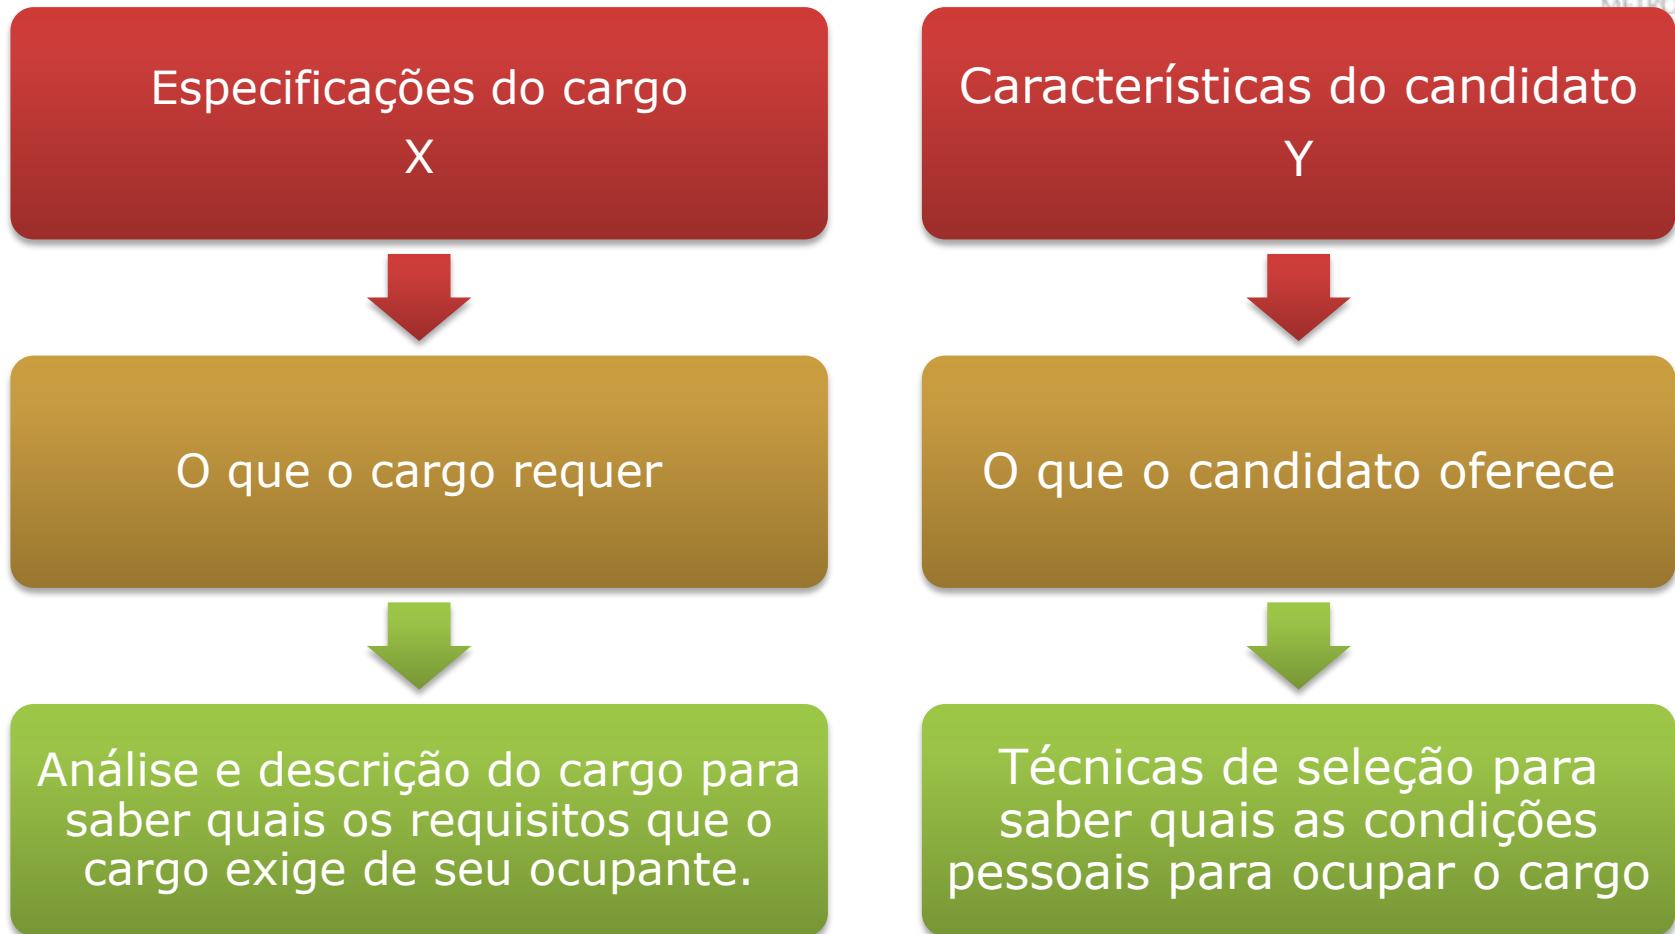 Especificações do cargo
X
O que o cargo requer
Análise e descrição do cargo para
saber quais os requisitos que o
cargo exige de seu ocupante.
Características do candidato
Y
O que o candidato oferece
Técnicas de seleção para
saber quais as condições
pessoais para ocupar o cargo